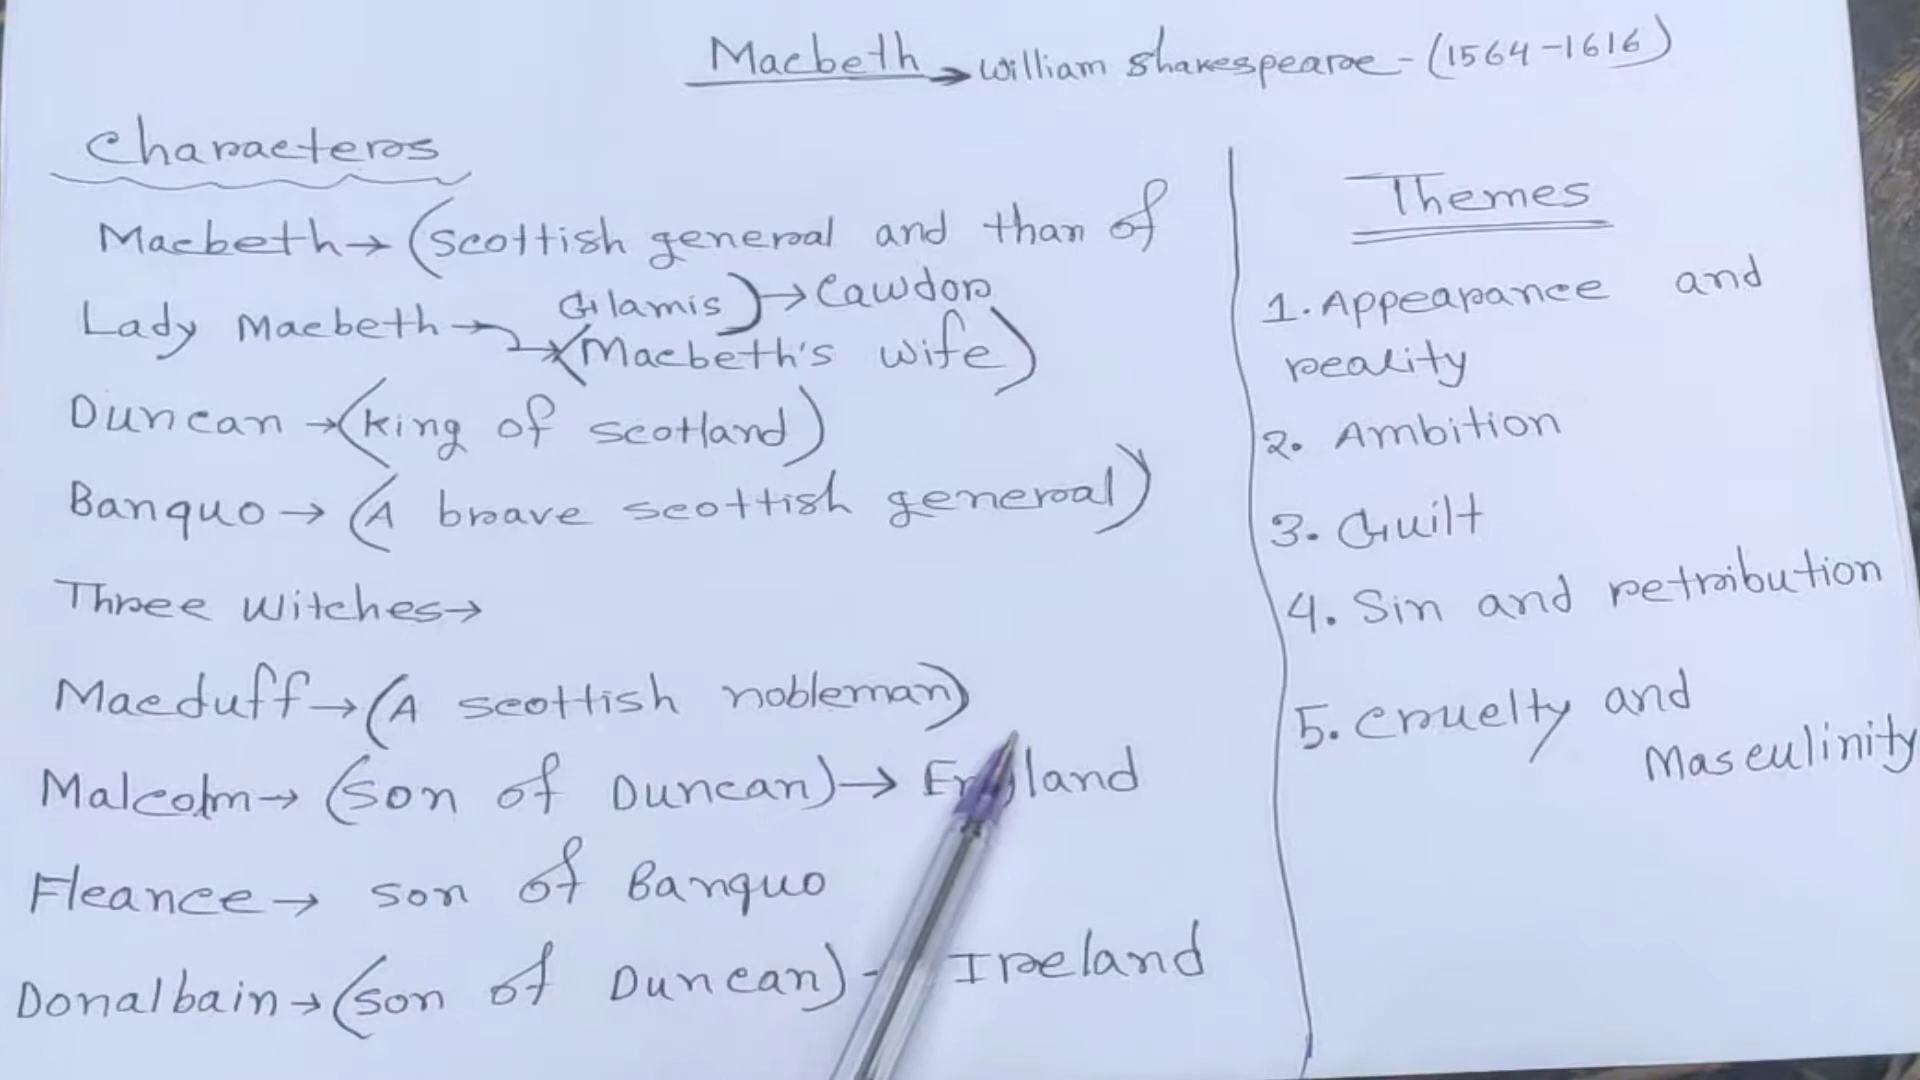 Macbeth → William Shakespeare - (1564-1616)
Characters
Macbeth → (Scottish general and than of
Glamis) → Cawdor
Lady Macbeth → (Macbeth's wife)
Duncan → (King of scotland)
Banquo → (A brave scottish general)
Three Witches →
Macduff → (A scottish nobleman)
Malcolm → (son of Duncan) → England
Fleance → son of Banquo
Donalbain → (son of Duncan) - Ireland
Themes
1. Appearance and
reality
2. Ambition
3. Guilt
4. Sin and retribution
5. Cruelty and
Masculinity